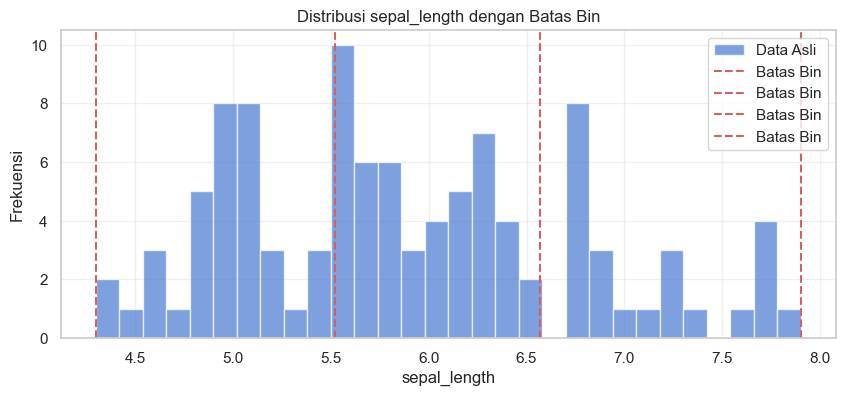 Distribusi sepal_length dengan Batas Bin
Data Asli
Batas Bin
Batas Bin
Batas Bin
Batas Bin
Frekuensi
10
8
6
4
2
0
4.5 5.0 5.5 6.0 6.5 7.0 7.5 8.0
sepal_length